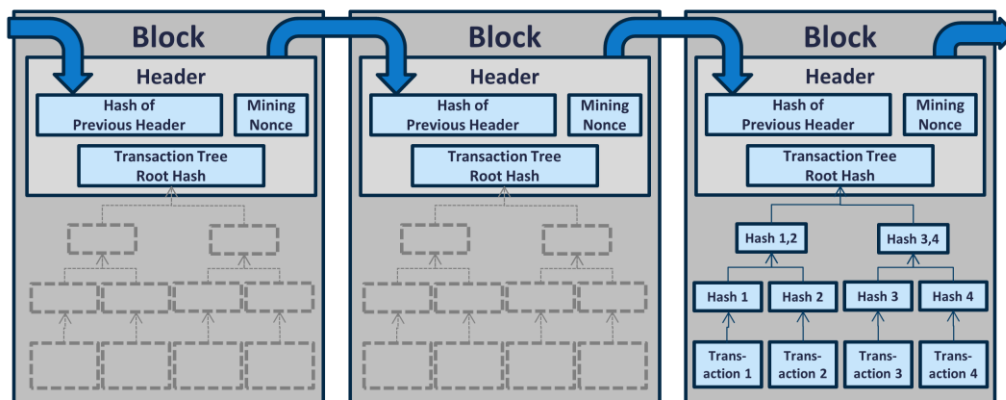 Block
Header
Hash of
Previous Header
Mining
Nonce
Transaction Tree
Root Hash
Block
Header
Hash of
Previous Header
Mining
Nonce
Transaction Tree
Root Hash
Block
Header
Hash of
Previous Header
Mining
Nonce
Transaction Tree
Root Hash
Hash 1,2
Hash 3,4
Hash 1
Hash 2
Hash 3
Hash 4
Trans-
action 1
Trans-
action 2
Trans-
action 3
Trans-
action 4